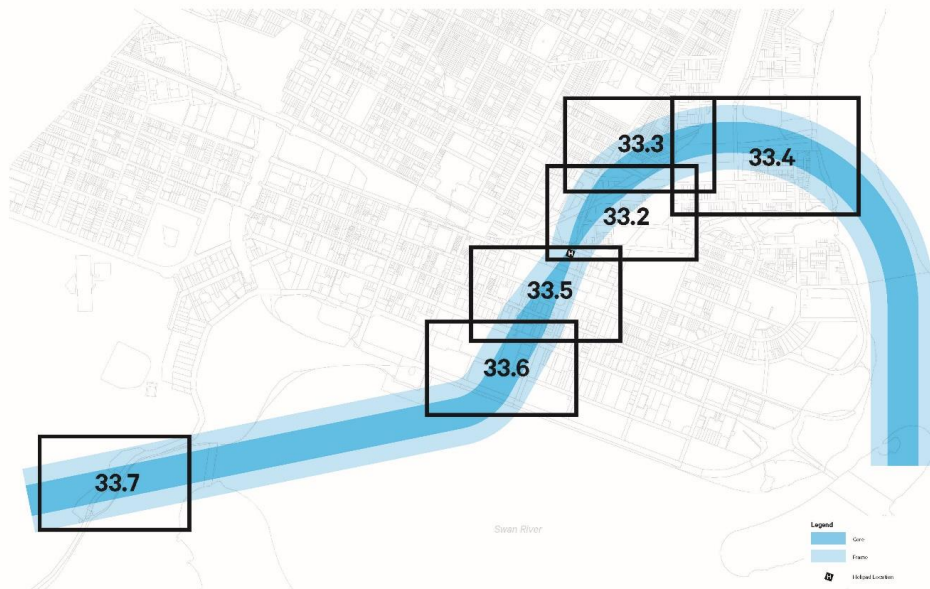 33.3
33.4
33.2
33.5
33.6
33.7
Swan River
Legend
Core
Frame
H
Helipad Location
H